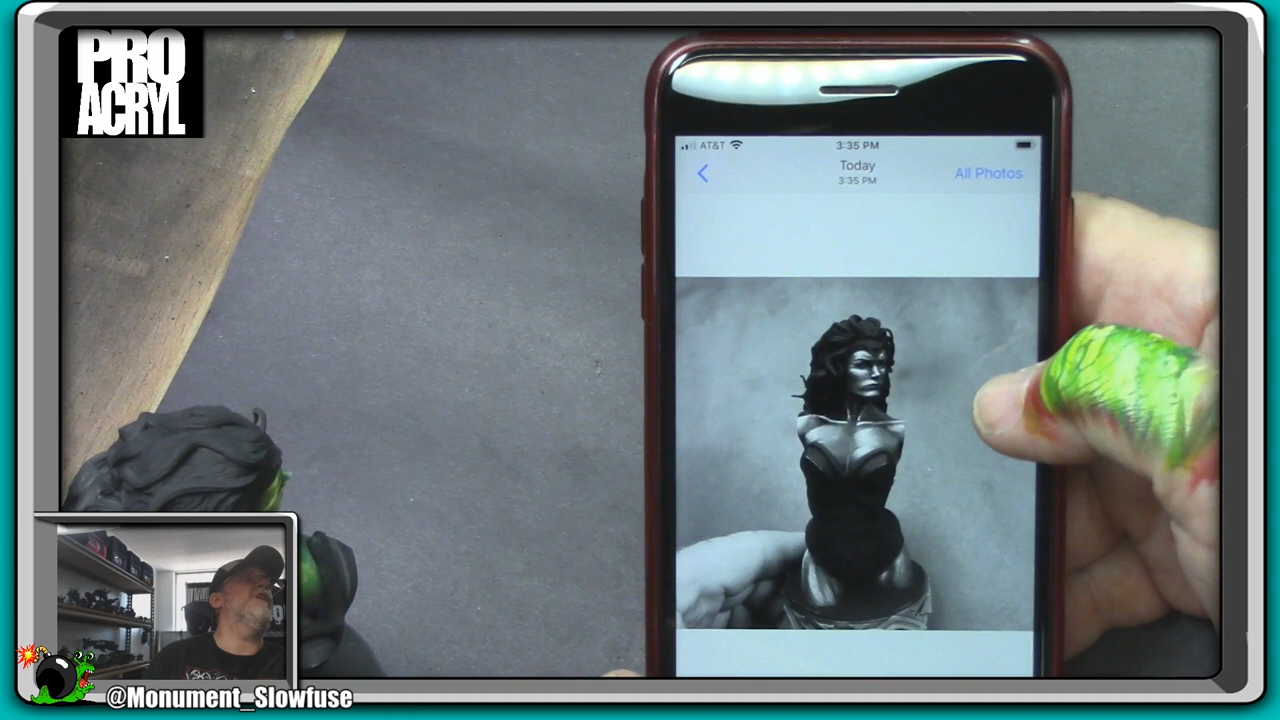 PRO
ACRYL
AT&T
3:35 PM
Today
3:35 PM
All Photos
@Monument_Slowfuse